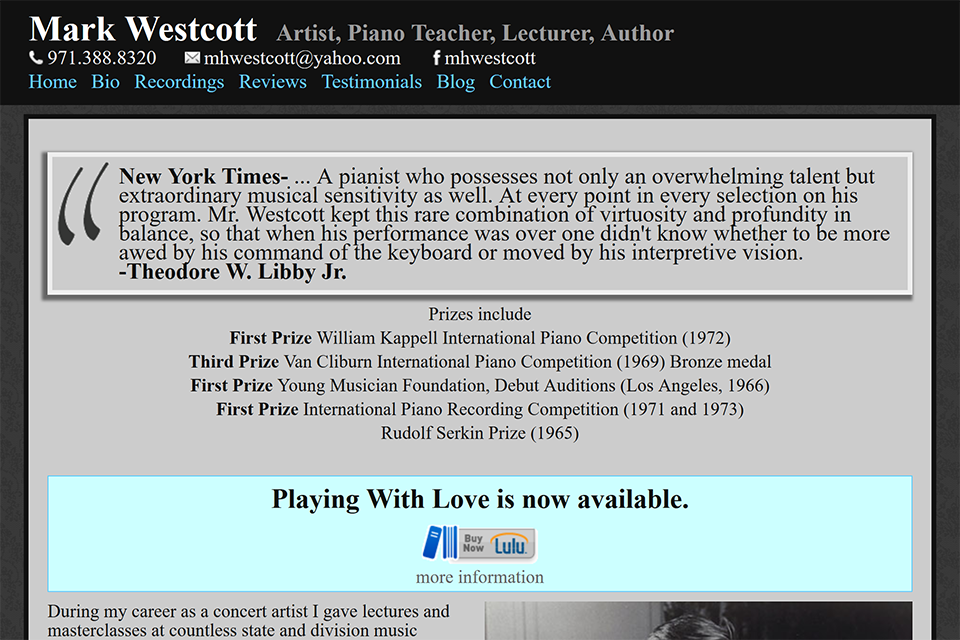 Mark Westcott Artist, Piano Teacher, Lecturer, Author
971.388.8320 mhwestcott@yahoo.com mhwestcott
Home Bio Recordings Reviews Testimonials Blog Contact
New York Times- ... A pianist who possesses not only an overwhelming talent but
extraordinary musical sensitivity as well. At every point in every selection on his
program. Mr. Westcott kept this rare combination of virtuosity and profundity in
balance, so that when his performance was over one didn't know whether to be more
awed by his command of the keyboard or moved by his interpretive vision.
-Theodore W. Libby Jr.
Prizes include
First Prize William Kappell International Piano Competition (1972)
Third Prize Van Cliburn International Piano Competition (1969) Bronze medal
First Prize Young Musician Foundation, Debut Auditions (Los Angeles, 1966)
First Prize International Piano Recording Competition (1971 and 1973)
Rudolf Serkin Prize (1965)
Playing With Love is now available.
Buy Now Lulu.
more information
During my career as a concert artist I gave lectures and
masterclasses at countless state and division music